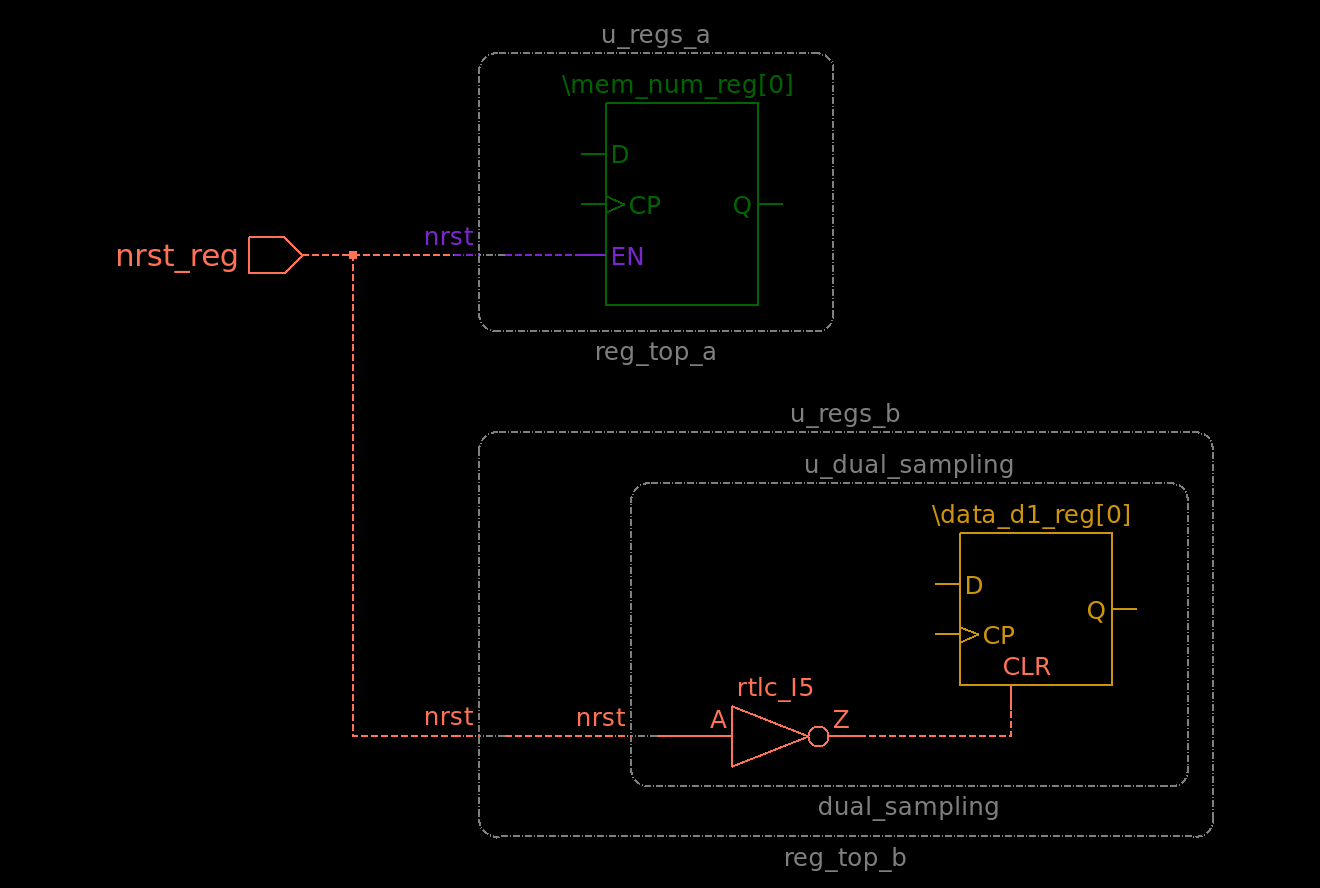 u_regs_a
\mem_num_reg[0]
D
CP
Q
nrst
nrst_reg
EN
reg_top_a
u_regs_b
u_dual_sampling
\data_d1_reg[0]
D
Q
CP
CLR
rtlc_I5
nrst
nrst
A
Z
dual_sampling
reg_top_b